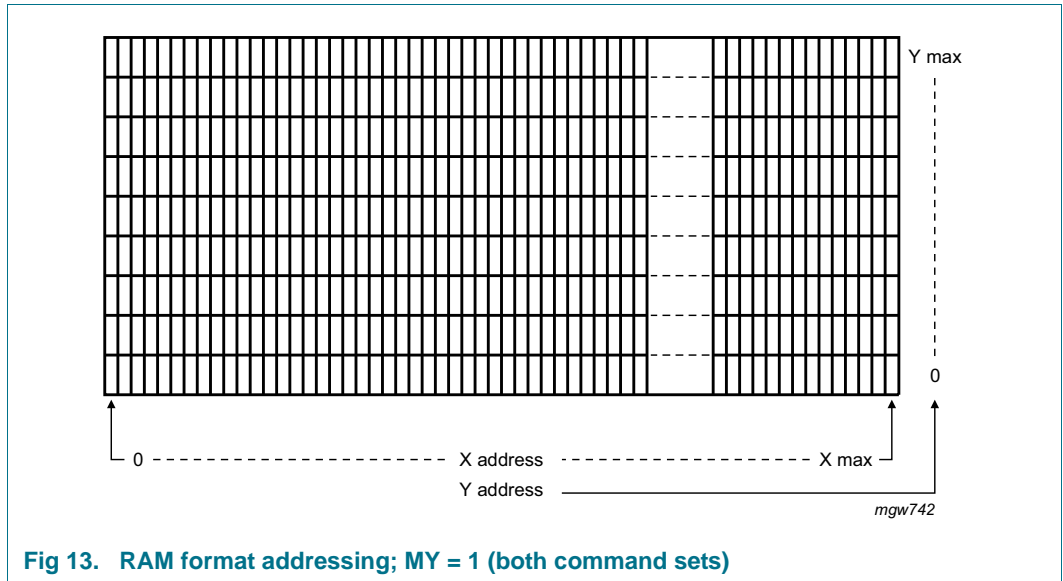 Y max
0
0 X address X max
Y address
mgw742
Fig 13. RAM format addressing; MY = 1 (both command sets)